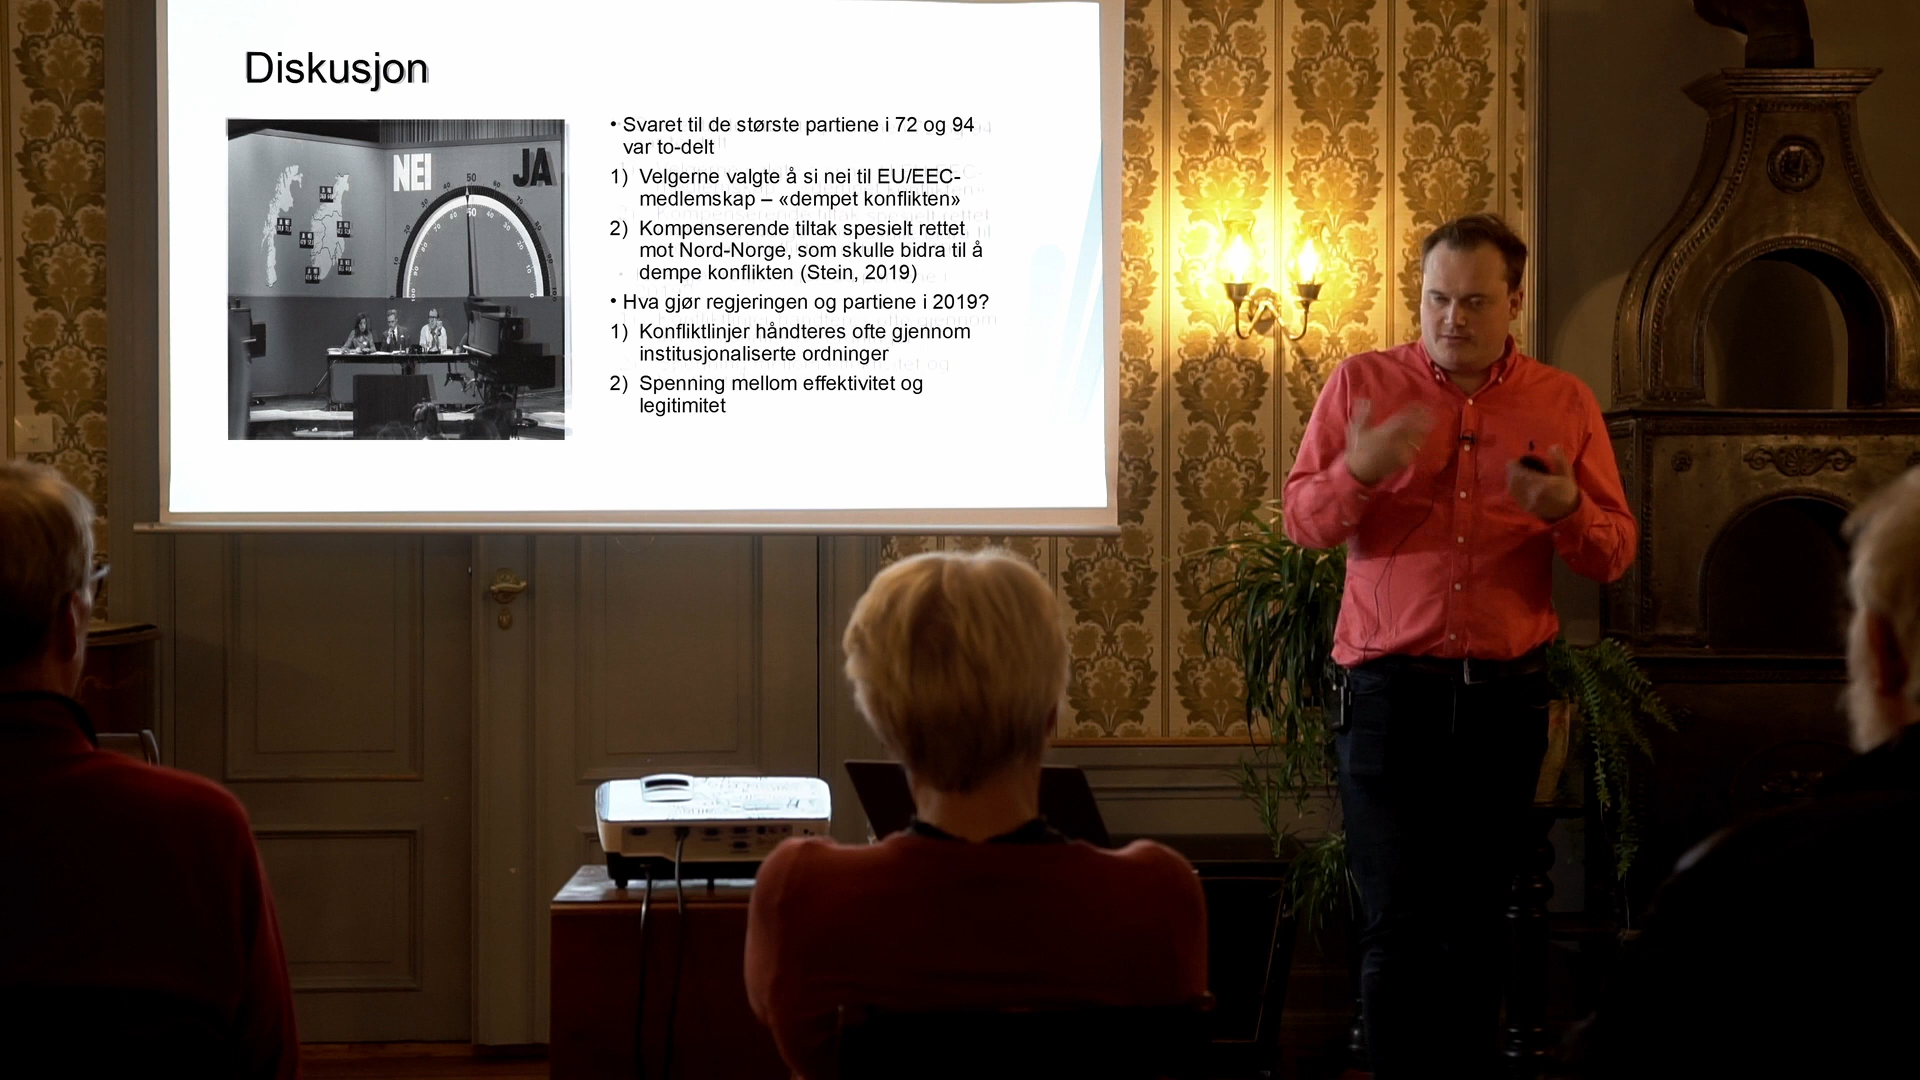 Diskusjon
NEI
JA
• Svaret til de største partiene i 72 og 94
var to-delt
1) Velgerne valgte å si nei til EU/EEC-
medlemskap – «dempet konflikten»
2) Kompenserende tiltak spesielt rettet
mot Nord-Norge, som skulle bidra til å
dempe konflikten (Stein, 2019)
• Hva gjør regjeringen og partiene i 2019?
1) Konfliktlinjer håndteres ofte gjennom
institusjonaliserte ordninger
2) Spenning mellom effektivitet og
legitimitet